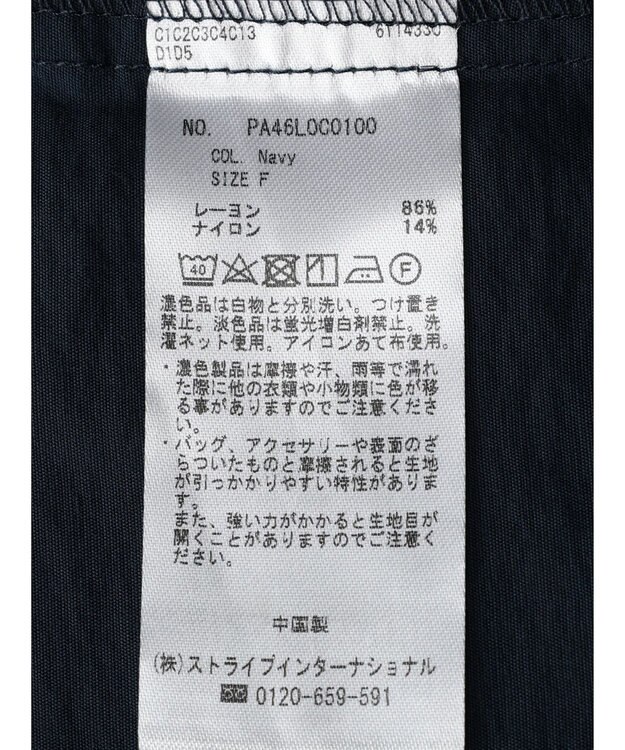 C1C2C3C4C13 6114330
D1D5
NO. PA46L0C0100
COL. Navy
SIZE F
レーヨン 86%
ナイロン 14%
40 F
濃色品は白物と分別洗い。つけ置き
禁止。淡色品は蛍光増白剤禁止。洗
濯ネット使用。アイロンあて布使用。
・濃色製品は摩擦や汗、雨等で濡れ
た際に他の衣類や小物類に色が移
る事がありますのでご注意くださ
い。
・バッグ、アクセサリーや表面のざ
らついたものと摩擦されると生地
が引っかかりやすい特性がありま
す。
また、強い力がかかると生地目が
開くことがありますのでご注意く
ださい。
中国製
(株)ストライプインターナショナル
0120-659-591